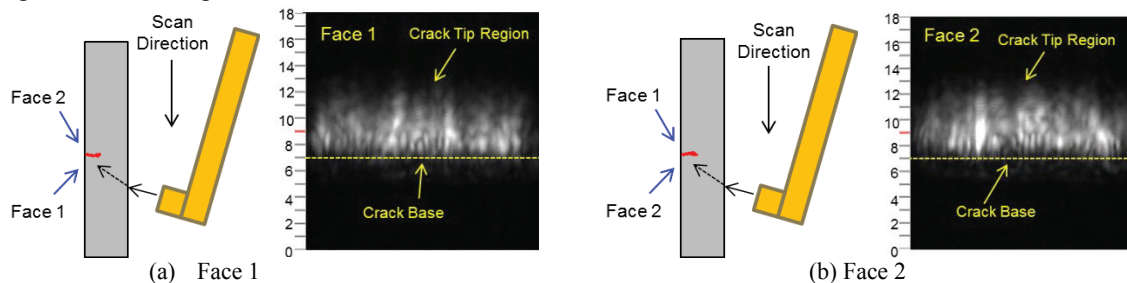 Scan
Direction
Face 2
Face 1
18
16
14
12
10
8
6
4
2
0
Face 1
Crack Tip Region
Crack Base
(a) Face 1
Scan
Direction
Face 1
Face 2
18
16
14
12
10
8
6
4
2
0
Face 2
Crack Tip Region
Crack Base
(b) Face 2